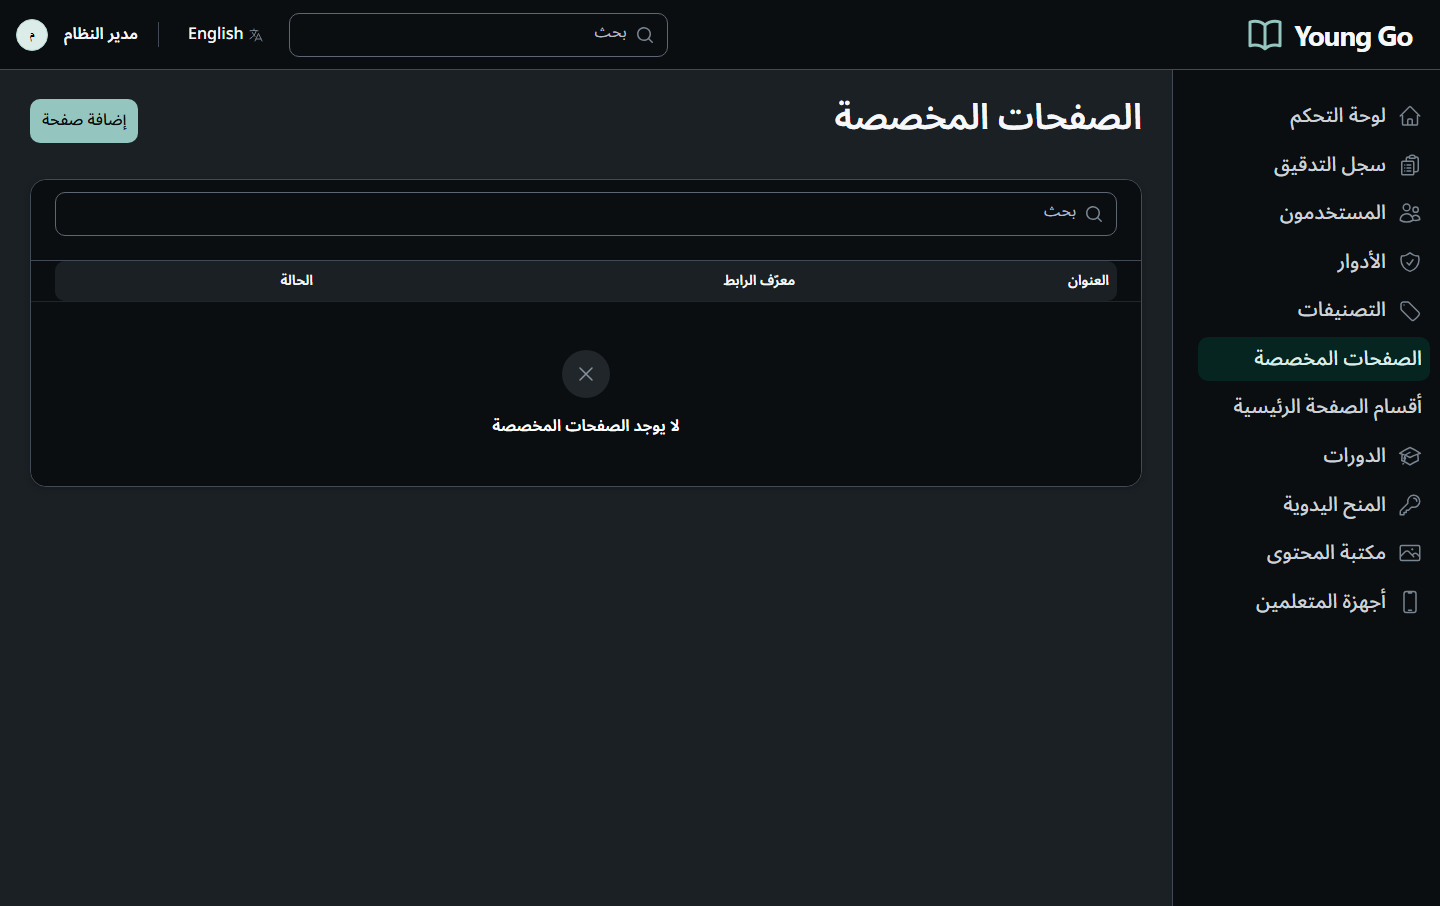 Young Go
بحث
English
مدير النظام
م
لوحة التحكم
سجل التدقيق
المستخدمون
الأدوار
التصنيفات
الصفحات المخصصة
أقسام الصفحة الرئيسية
الدورات
المنح اليدوية
مكتبة المحتوى
أجهزة المتعلمين
الصفحات المخصصة
إضافة صفحة
بحث
العنوان معرّف الرابط الحالة
لا يوجد الصفحات المخصصة